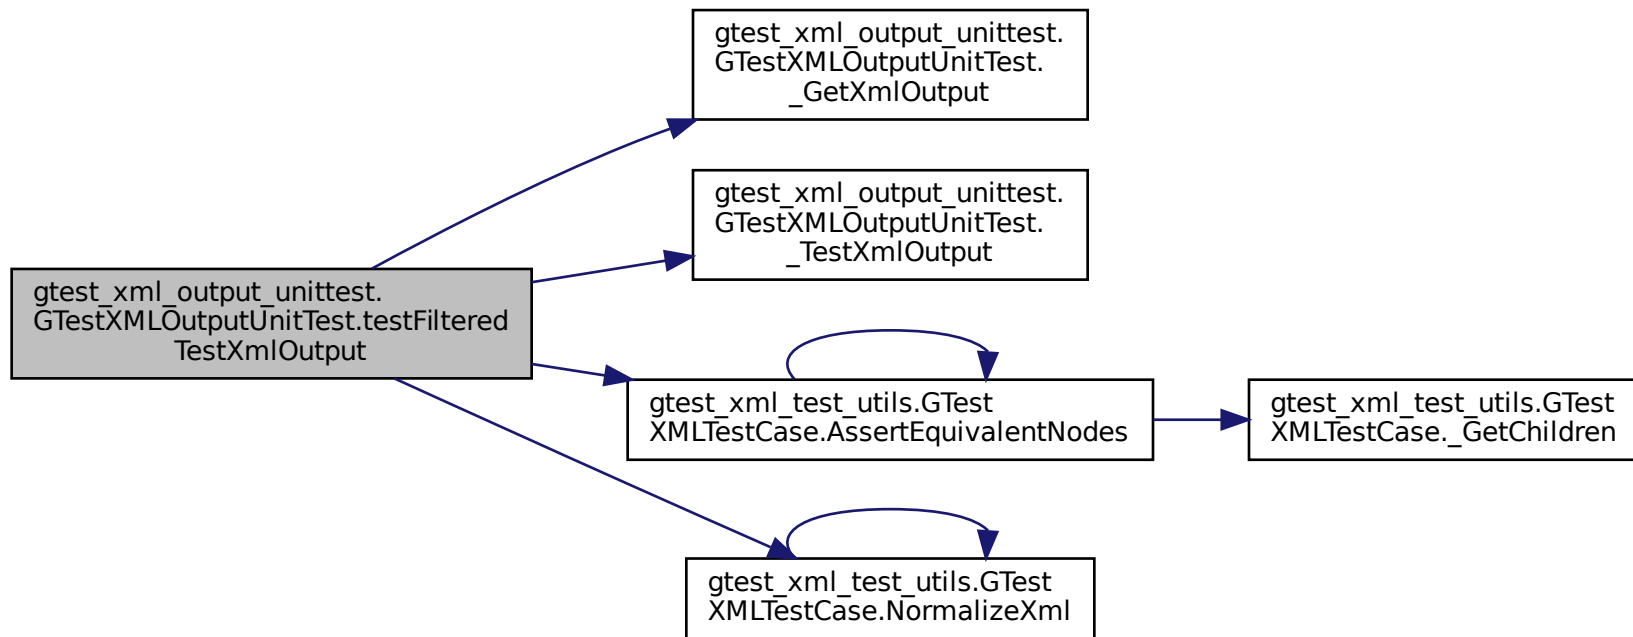 gtest_xml_output_unittest.
GTestXMLOutputUnitTest.
_GetXmlOutput
gtest_xml_output_unittest.
GTestXMLOutputUnitTest.
_TestXmlOutput
gtest_xml_output_unittest.
GTestXMLOutputUnitTest.testFiltered
TestXmlOutput
gtest_xml_test_utils.GTest
XMLTestCase.AssertEquivalentNodes
gtest_xml_test_utils.GTest
XMLTestCase._GetChildren
gtest_xml_test_utils.GTest
XMLTestCase.NormalizeXml